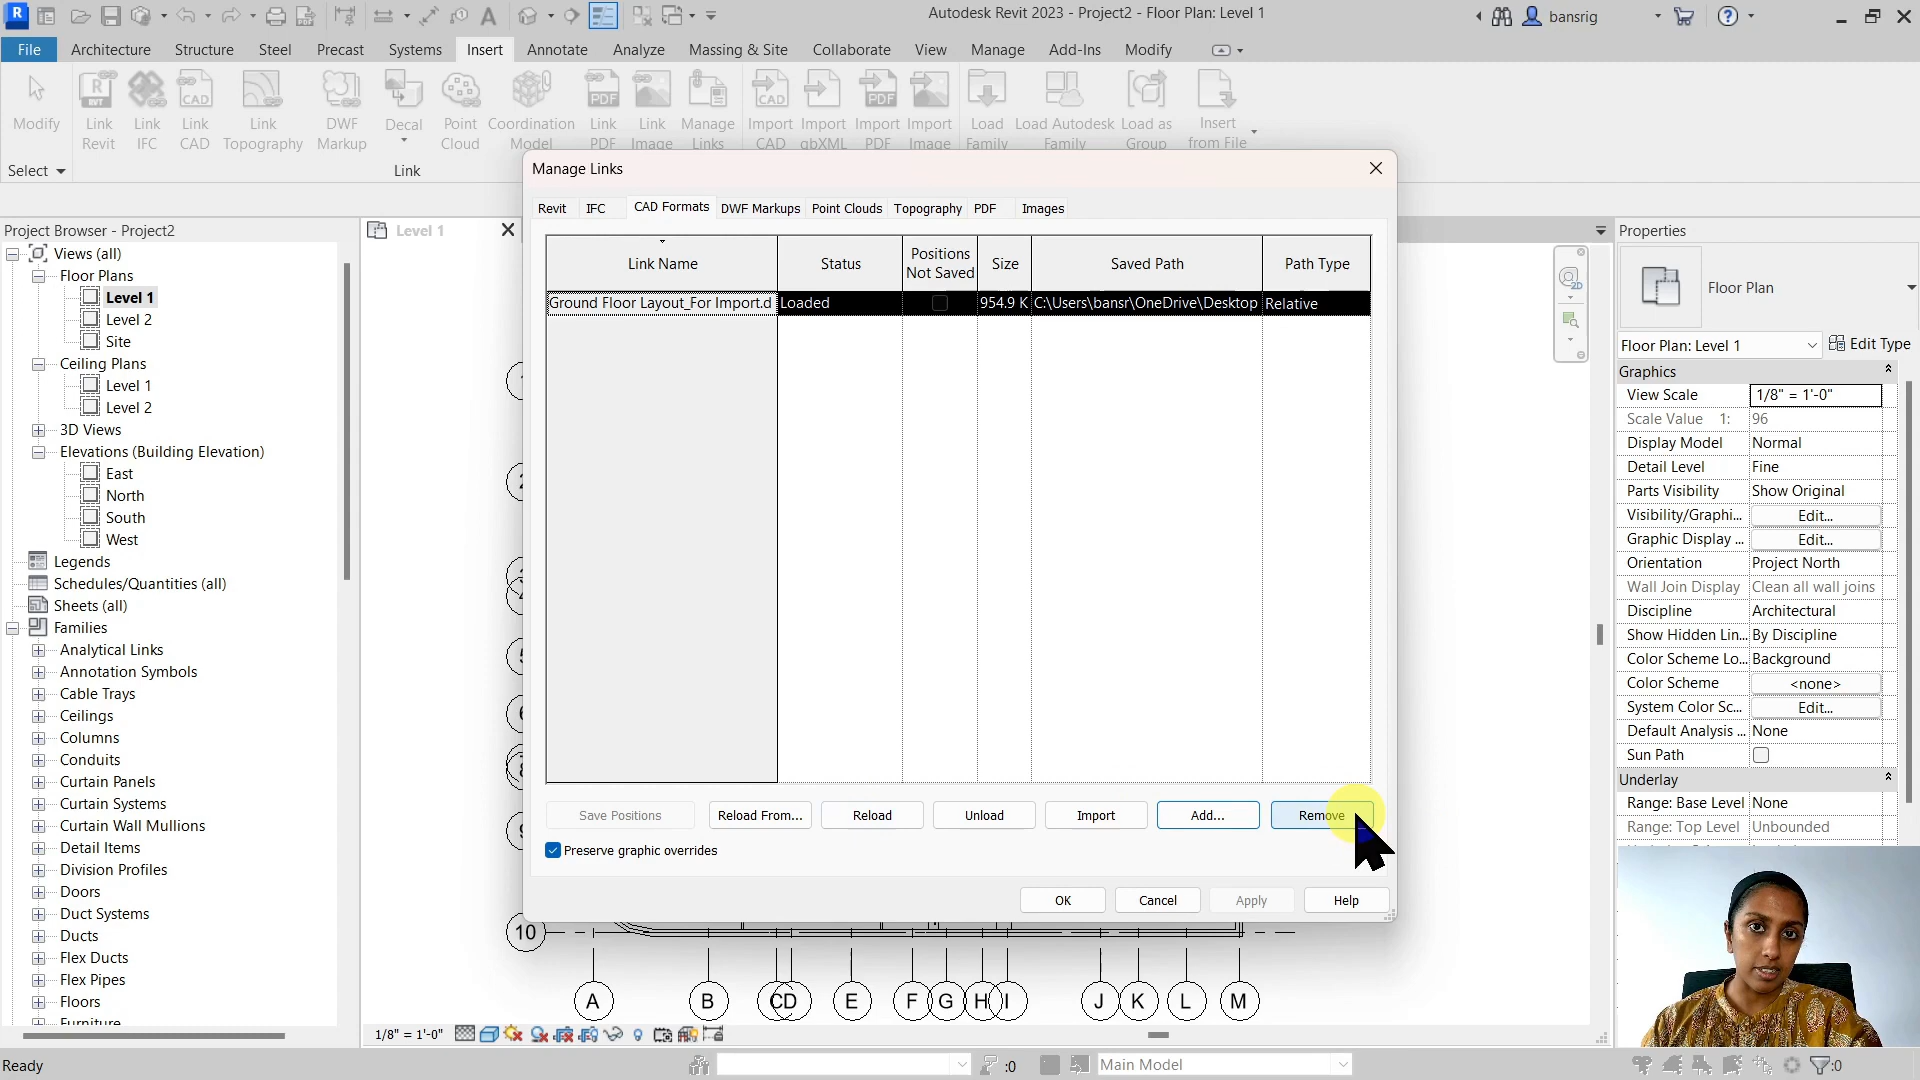 Autodesk Revit 2023 - Project2 - Floor Plan: Level 1
bansrig
File Architecture Structure Steel Precast Systems Insert Annotate Analyze Massing & Site Collaborate View Manage Add-Ins Modify
Modify
Link Revit
Link IFC
Link CAD
Link Topography
DWF Markup
Decal
Point Cloud
Coordination Model
Link PDF
Link Image
Manage Links
Import CAD
Import gbXML
Import PDF
Import Image
Load Family
Load Autodesk Family
Load as Group
Insert from File
Select
Link
Project Browser - Project2
Views (all)
Floor Plans
Level 1
Level 2
Site
Ceiling Plans
Level 1
Level 2
3D Views
Elevations (Building Elevation)
East
North
South
West
Legends
Schedules/Quantities (all)
Sheets (all)
Families
Analytical Links
Annotation Symbols
Cable Trays
Ceilings
Columns
Conduits
Curtain Panels
Curtain Systems
Curtain Wall Mullions
Detail Items
Division Profiles
Doors
Duct Systems
Ducts
Flex Ducts
Flex Pipes
Floors
Furniture
Level 1
Manage Links
Revit IFC CAD Formats DWF Markups Point Clouds Topography PDF Images
Link Name Status Positions Not Saved Size Saved Path Path Type
Ground Floor Layout_For Import.d Loaded 954.9 K C:\Users\bansr\OneDrive\Desktop Relative
Save Positions Reload From... Reload Unload Import Add... Remove
Preserve graphic overrides
OK Cancel Apply Help
10
A B C D E F G H I J K L M
1/8" = 1'-0"
Properties
Floor Plan
Floor Plan: Level 1 Edit Type
Graphics
View Scale 1/8" = 1'-0"
Scale Value 1: 96
Display Model Normal
Detail Level Fine
Parts Visibility Show Original
Visibility/Graphi... Edit...
Graphic Display ... Edit...
Orientation Project North
Wall Join Display Clean all wall joins
Discipline Architectural
Show Hidden Lin... By Discipline
Color Scheme Lo... Background
Color Scheme <none>
System Color Sc... Edit...
Default Analysis ... None
Sun Path
Underlay
Range: Base Level None
Range: Top Level Unbounded
Ready
:0
Main Model
:0